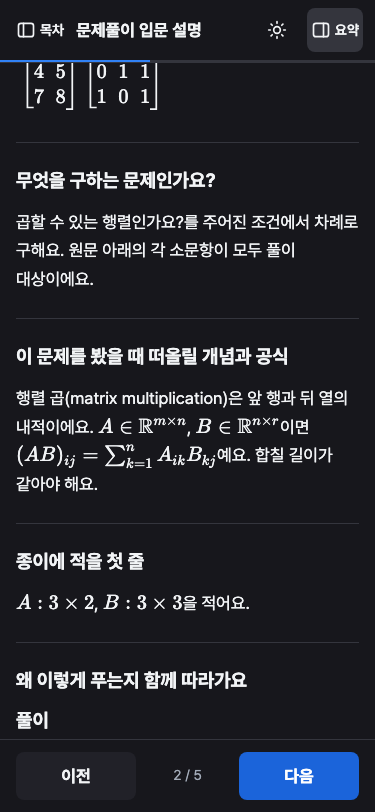 목차 문제풀이 입문 설명 요약
4 5 0 1 1
7 8 1 0 1
무엇을 구하는 문제인가요?
곱할 수 있는 행렬인가요?를 주어진 조건에서 차례로
구해요. 원문 아래의 각 소문항이 모두 풀이
대상이에요.
이 문제를 봤을 때 떠올릴 개념과 공식
행렬 곱(matrix multiplication)은 앞 행과 뒤 열의
내적이에요. A ∈ ℝ^{m×n}, B ∈ ℝ^{n×r}이면
(AB)_{ij} = ∑_{k=1}^{n} A_{ik}B_{kj}예요. 합칠 길이가
같아야 해요.
종이에 적을 첫 줄
A : 3 × 2, B : 3 × 3을 적어요.
왜 이렇게 푸는지 함께 따라가요
풀이
이전 2 / 5 다음